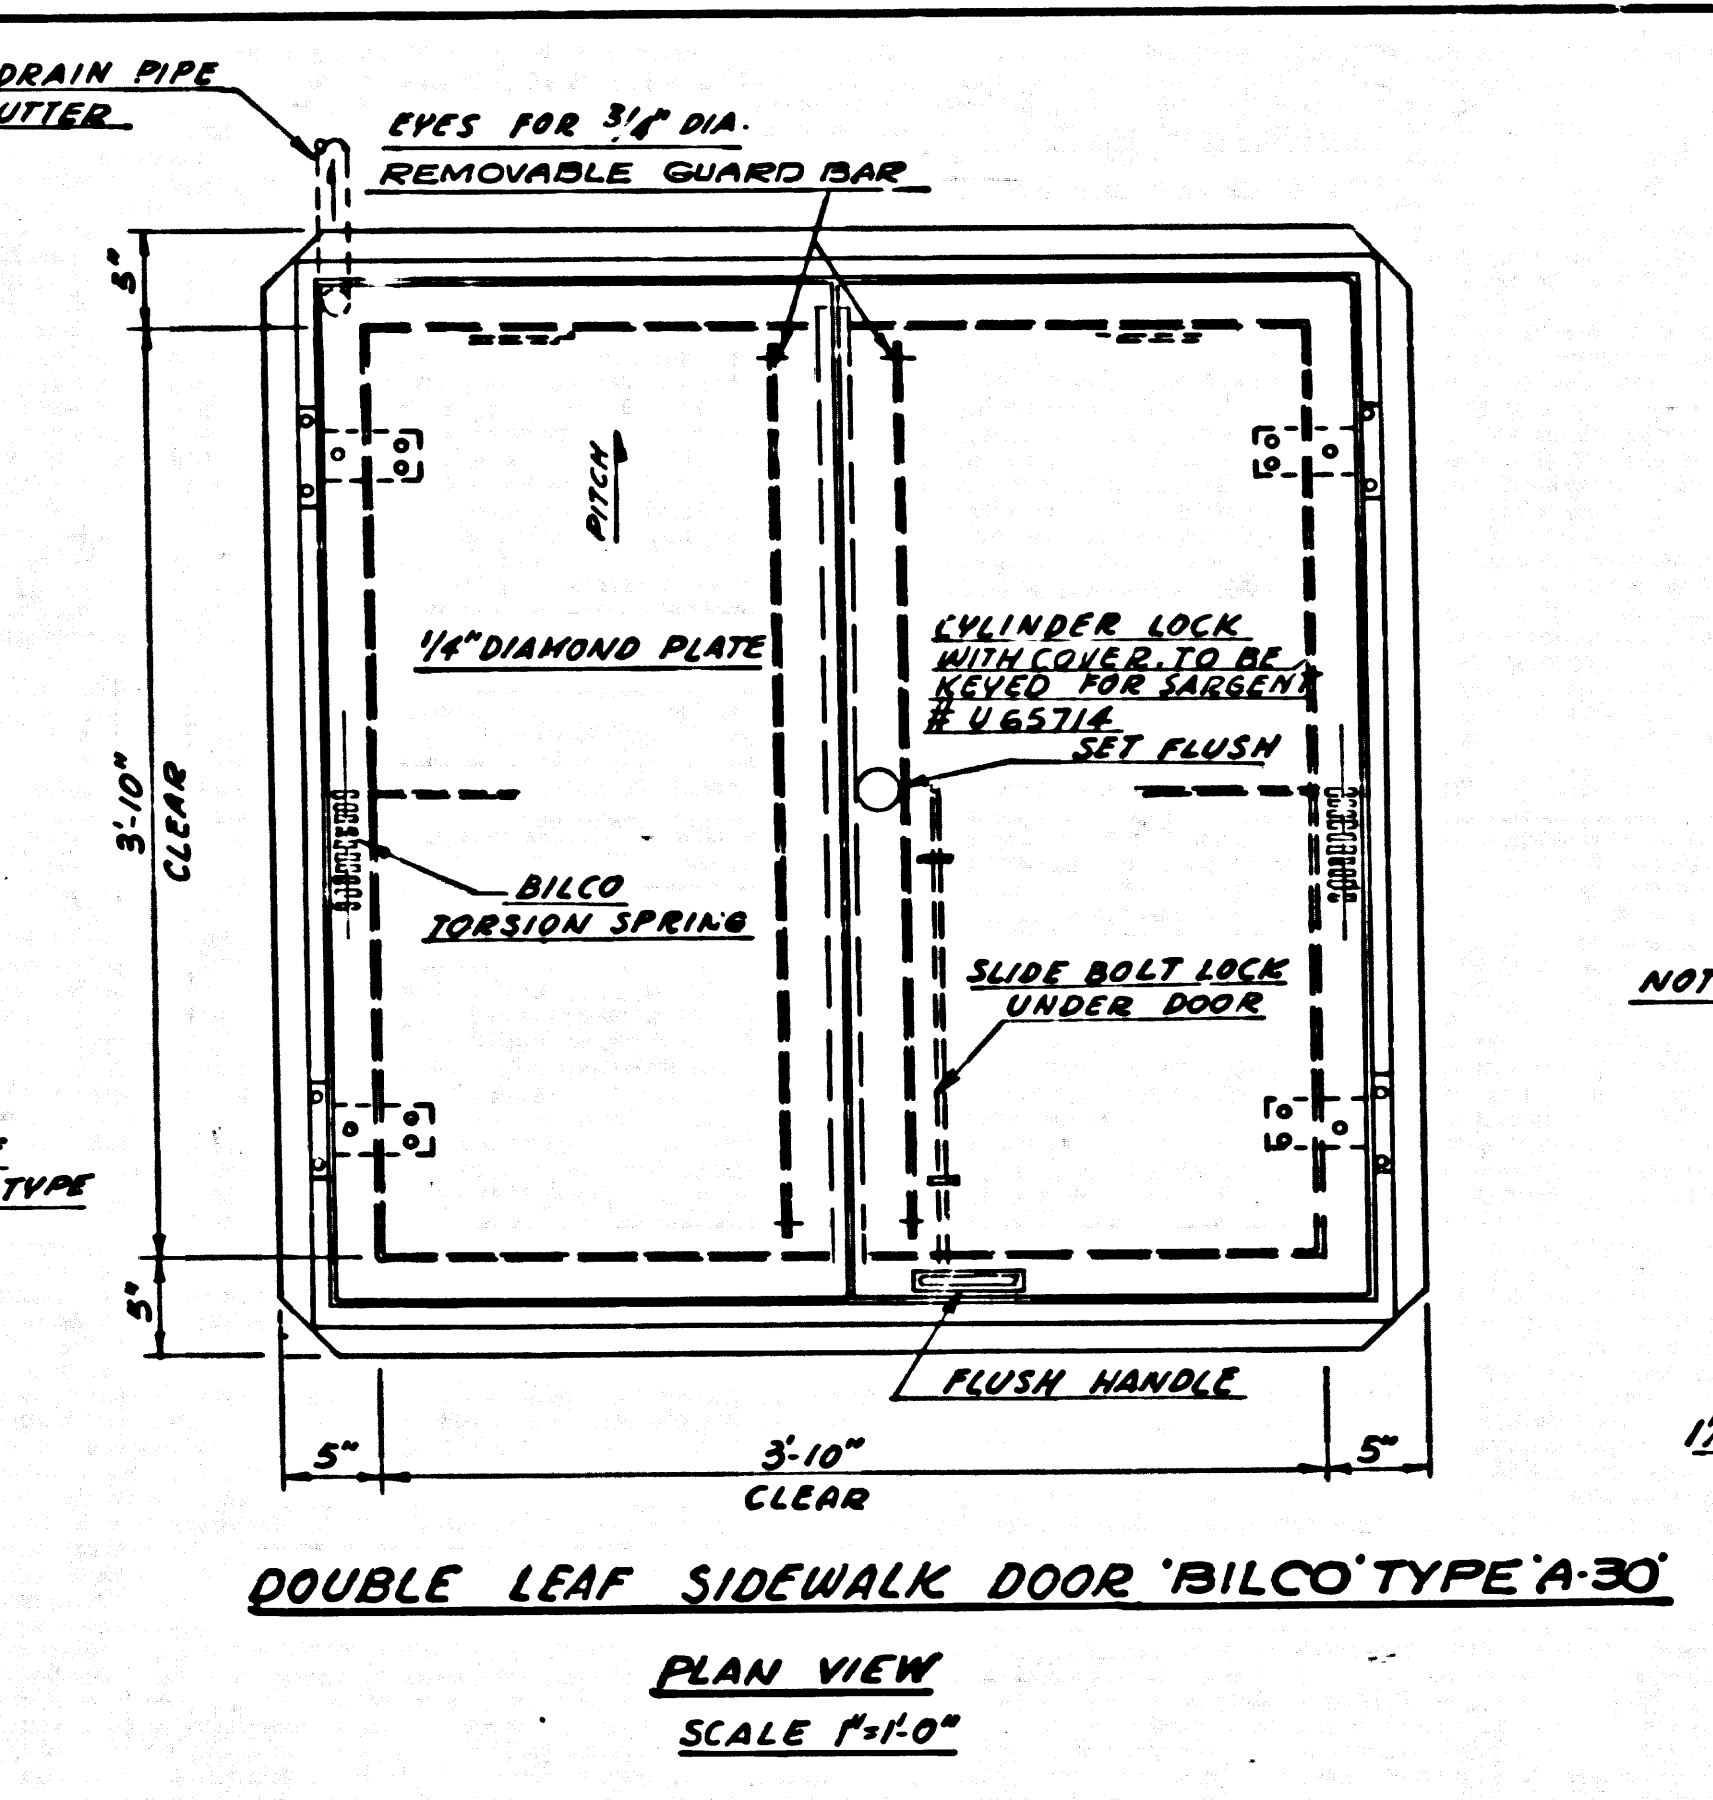 DRAIN PIPE
UTTER
EYES FOR 3/4" DIA.
REMOVABLE GUARD BAR
5"
PITCH
1/4" DIAMOND PLATE
CYLINDER LOCK
WITH COVER. TO BE
KEYED FOR SARGENT
# U65714
SET FLUSH
3'-10"
CLEAR
BILCO
TORSION SPRING
SLIDE BOLT LOCK
UNDER DOOR
NOT
TYPE
5"
FLUSH HANDLE
5"
3'-10"
5"
CLEAR
DOUBLE LEAF SIDEWALK DOOR 'BILCO' TYPE 'A-30'
PLAN VIEW
SCALE 1"=1'-0"